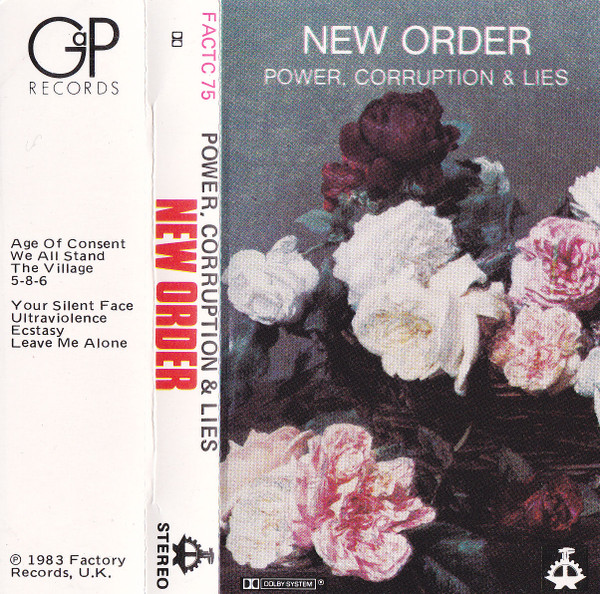 GaP
RECORDS
Age Of Consent
We All Stand
The Village
5-8-6
Your Silent Face
Ultraviolence
Ecstasy
Leave Me Alone
℗ 1983 Factory
Records, U.K.
FACTC 75
POWER, CORRUPTION & LIES
NEW ORDER
STEREO
NEW ORDER
POWER, CORRUPTION & LIES
DOLBY SYSTEM ®